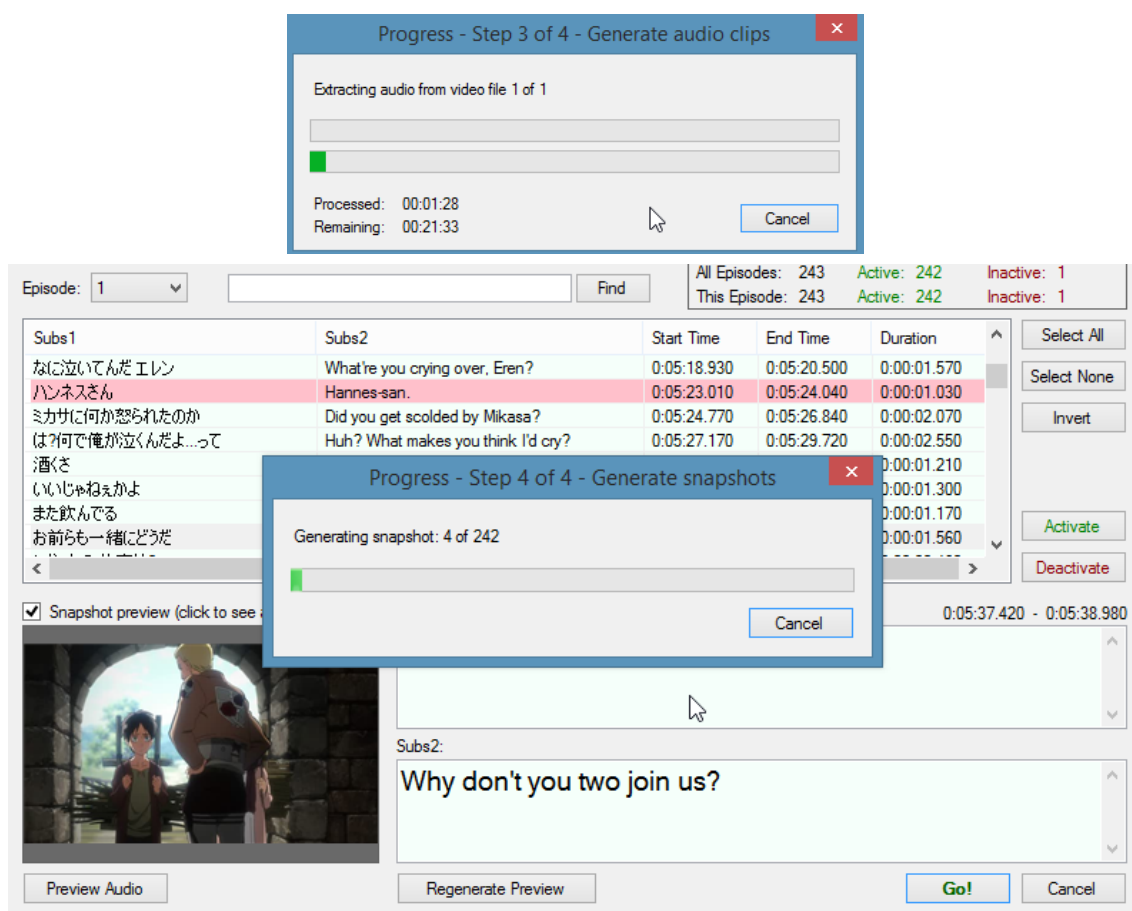 Progress - Step 3 of 4 - Generate audio clips
Extracting audio from video file 1 of 1
Processed: 00:01:28
Remaining: 00:21:33
Cancel
All Episodes: 243 Active: 242 Inactive: 1
Episode: 1 Find
This Episode: 243 Active: 242 Inactive: 1
Subs1 Subs2 Start Time End Time Duration
Select All
なに泣いてんだ エレン What're you crying over, Eren? 0:05:18.930 0:05:20.500 0:00:01.570
Select None
ハンネスさん Hannes-san. 0:05:23.010 0:05:24.040 0:00:01.030
ミカサに何か怒られたのか Did you get scolded by Mikasa? 0:05:24.770 0:05:26.840 0:00:02.070
Invert
は?何で俺が泣くんだよ…って Huh? What makes you think I'd cry? 0:05:27.170 0:05:29.720 0:00:02.550
酒くさ 0:00:01.210
いいじゃねぇかよ 0:00:01.300
また飲んでる 0:00:01.170
お前らも一緒にどうだ 0:00:01.560
Activate
Deactivate
Progress - Step 4 of 4 - Generate snapshots
Generating snapshot: 4 of 242
Cancel
Snapshot preview (click to see
0:05:37.420 - 0:05:38.980
Subs2:
Why don't you two join us?
Preview Audio Regenerate Preview Go! Cancel